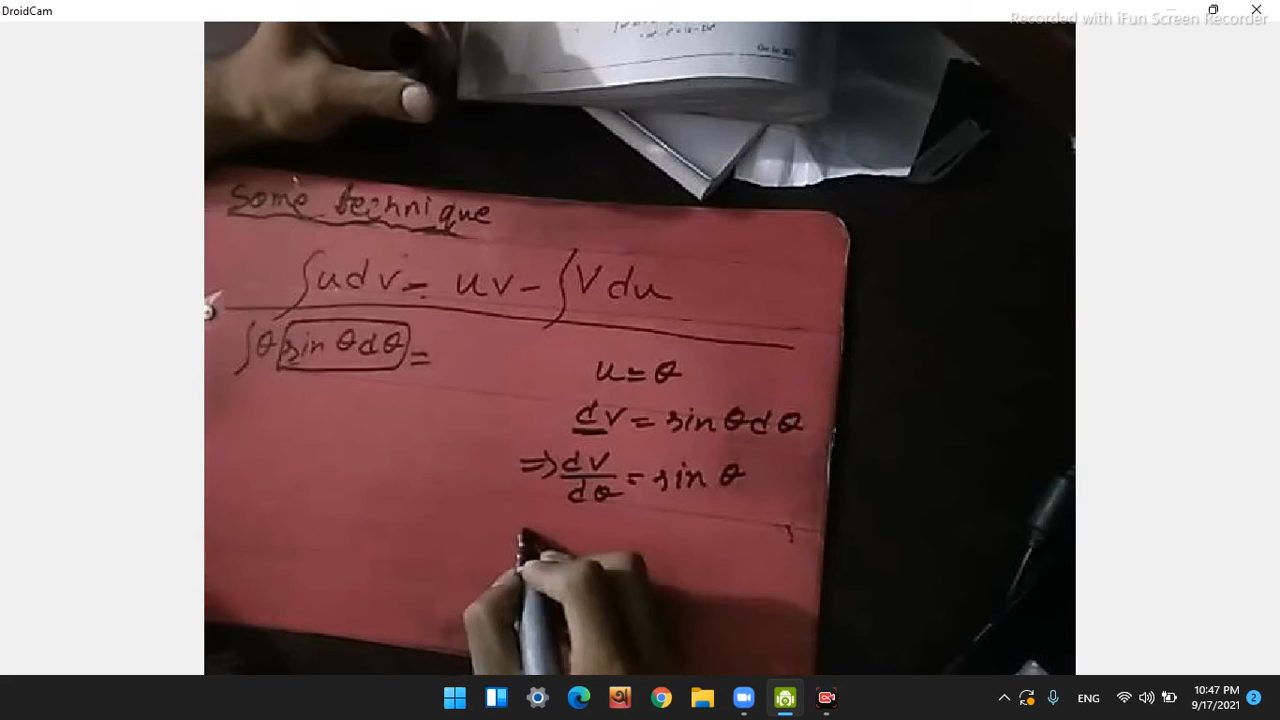 DroidCam
Recorded with iFun Screen Recorder
Some technique
∫udv = uv - ∫Vdu
∫θ sin θdθ =
u = θ
dv = sin θdθ
⇒ dv/dθ = sin θ
ENG
10:47 PM
9/17/2021
2